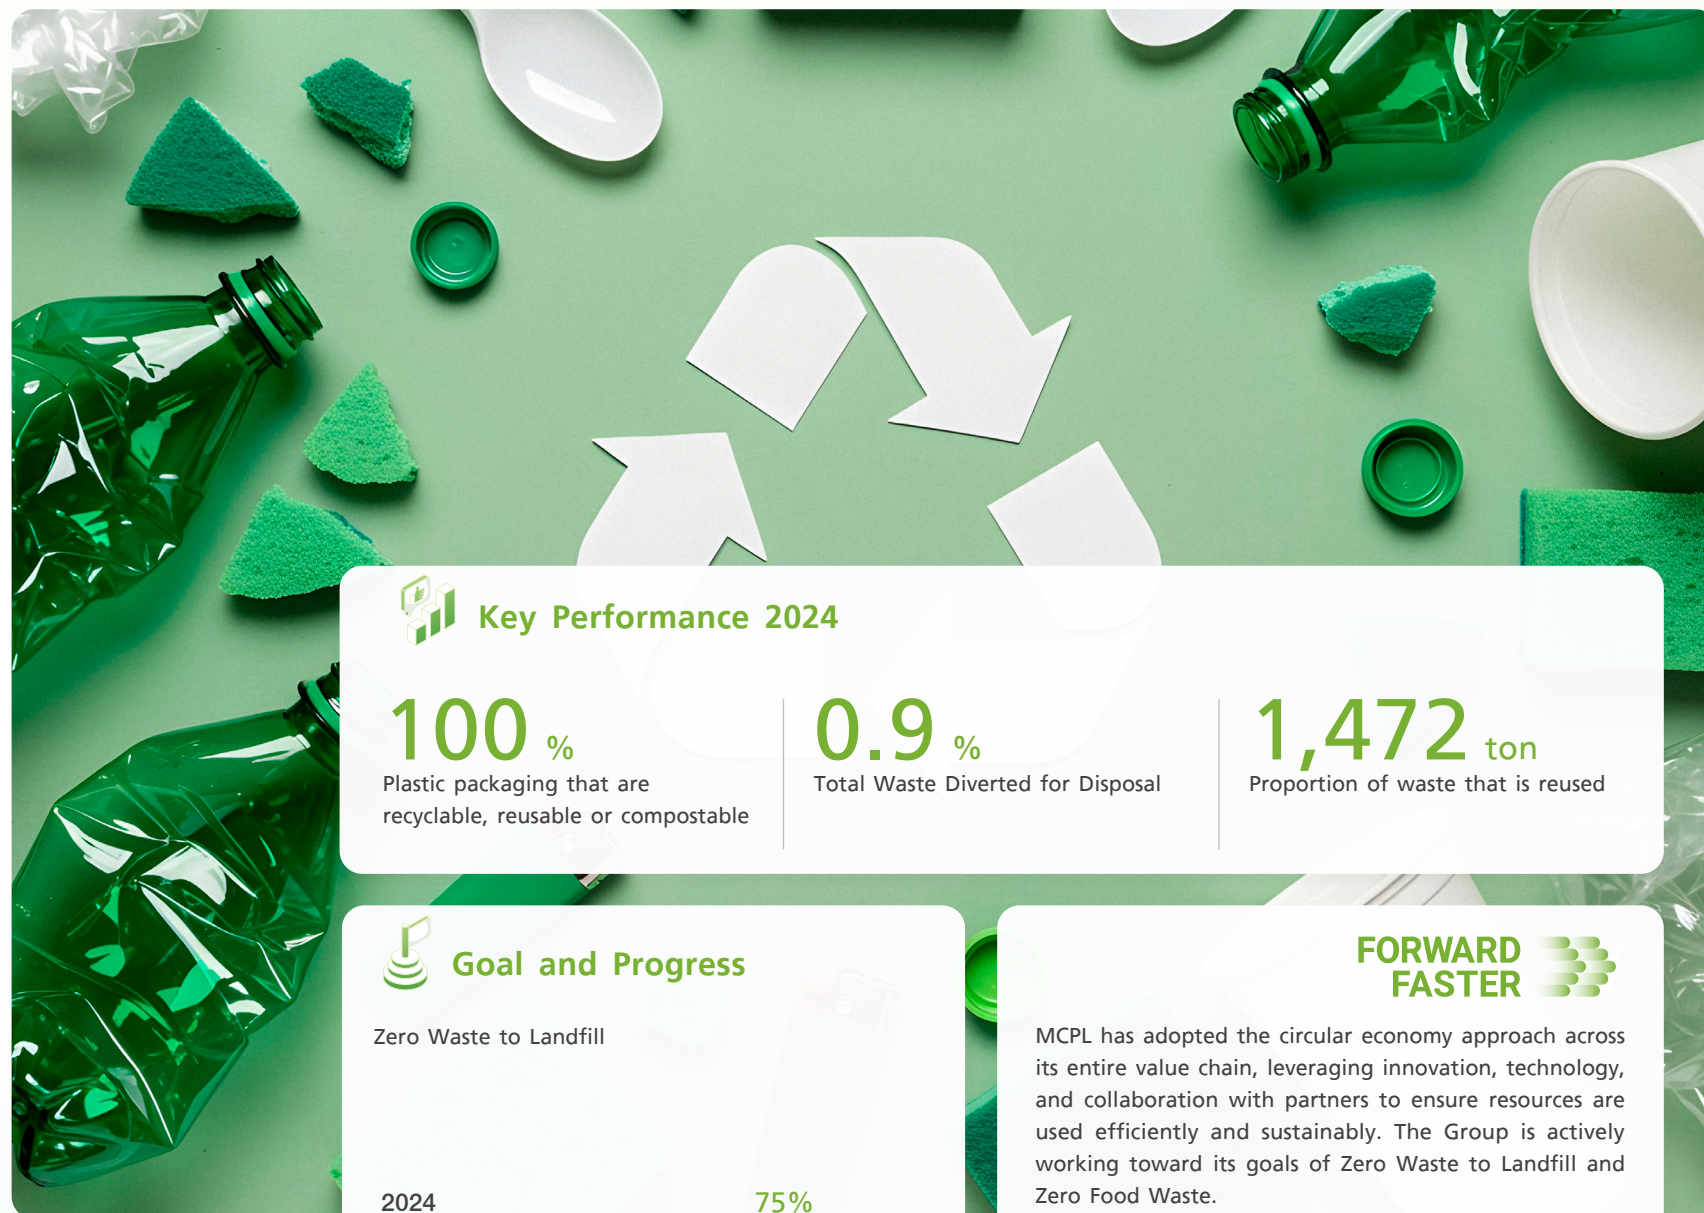 Key Performance 2024
100 %
Plastic packaging that are
recyclable, reusable or compostable
0.9 %
Total Waste Diverted for Disposal
1,472 ton
Proportion of waste that is reused
Goal and Progress
Zero Waste to Landfill
2024 75%
FORWARD
FASTER
MCPL has adopted the circular economy approach across
its entire value chain, leveraging innovation, technology,
and collaboration with partners to ensure resources are
used efficiently and sustainably. The Group is actively
working toward its goals of Zero Waste to Landfill and
Zero Food Waste.